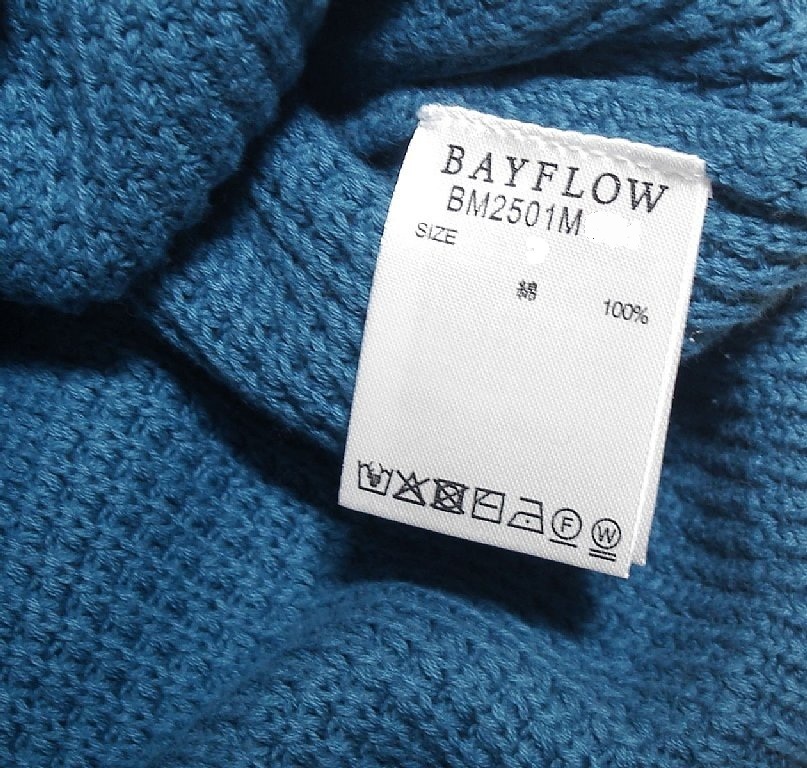 BAYFLOW
BM2501M
SIZE
綿 100%
F W